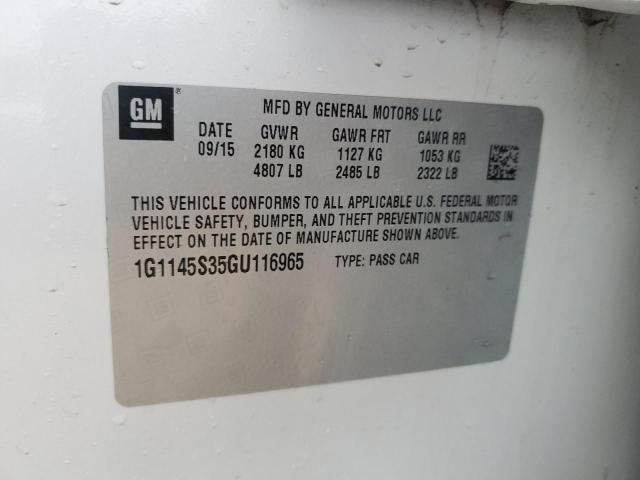 GM
MFD BY GENERAL MOTORS LLC
DATE GVWR GAWR FRT GAWR RR
09/15 2180 KG 1127 KG 1053 KG
4807 LB 2485 LB 2322 LB
THIS VEHICLE CONFORMS TO ALL APPLICABLE U.S. FEDERAL MOTOR
VEHICLE SAFETY, BUMPER, AND THEFT PREVENTION STANDARDS IN
EFFECT ON THE DATE OF MANUFACTURE SHOWN ABOVE.
1G1145S35GU116965 TYPE: PASS CAR